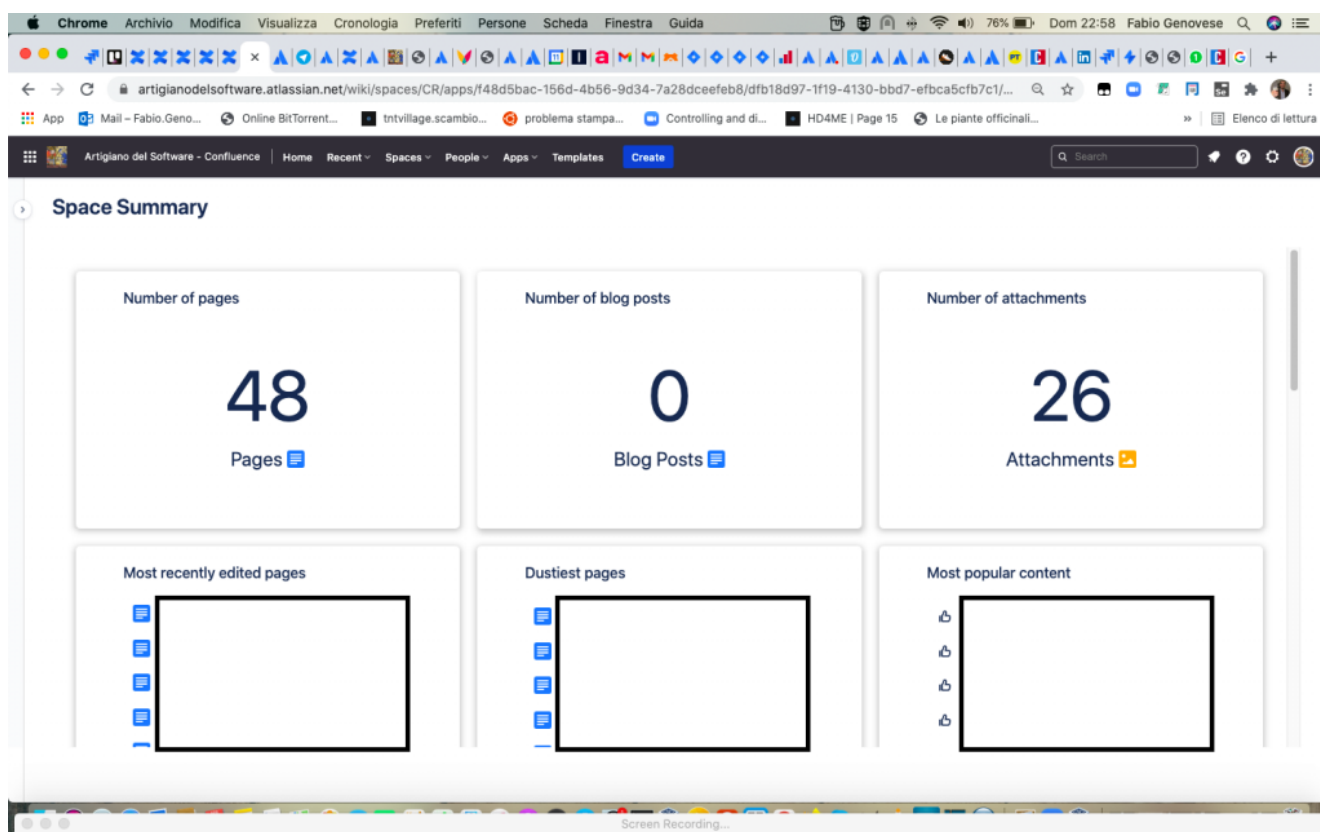 Chrome Archivio Modifica Visualizza Cronologia Preferiti Persone Scheda Finestra Guida 76% Dom 22:58 Fabio Genovese
artigianodelsoftware.atlassian.net/wiki/spaces/CR/apps/f48d5bac-156d-4b56-9d34-7a28dceefeb8/dfb18d97-1f19-4130-bbd7-efbca5cfb7c1/...
App Mail – Fabio.Geno... Online BitTorrent... tntvillage.scambio... problema stampa... Controlling and di... HD4ME | Page 15 Le piante officinali... » Elenco di lettura
Artigiano del Software - Confluence Home Recent Spaces People Apps Templates Create Search
Space Summary
Number of pages Number of blog posts Number of attachments
48 0 26
Pages Blog Posts Attachments
Most recently edited pages Dustiest pages Most popular content
Screen Recording...